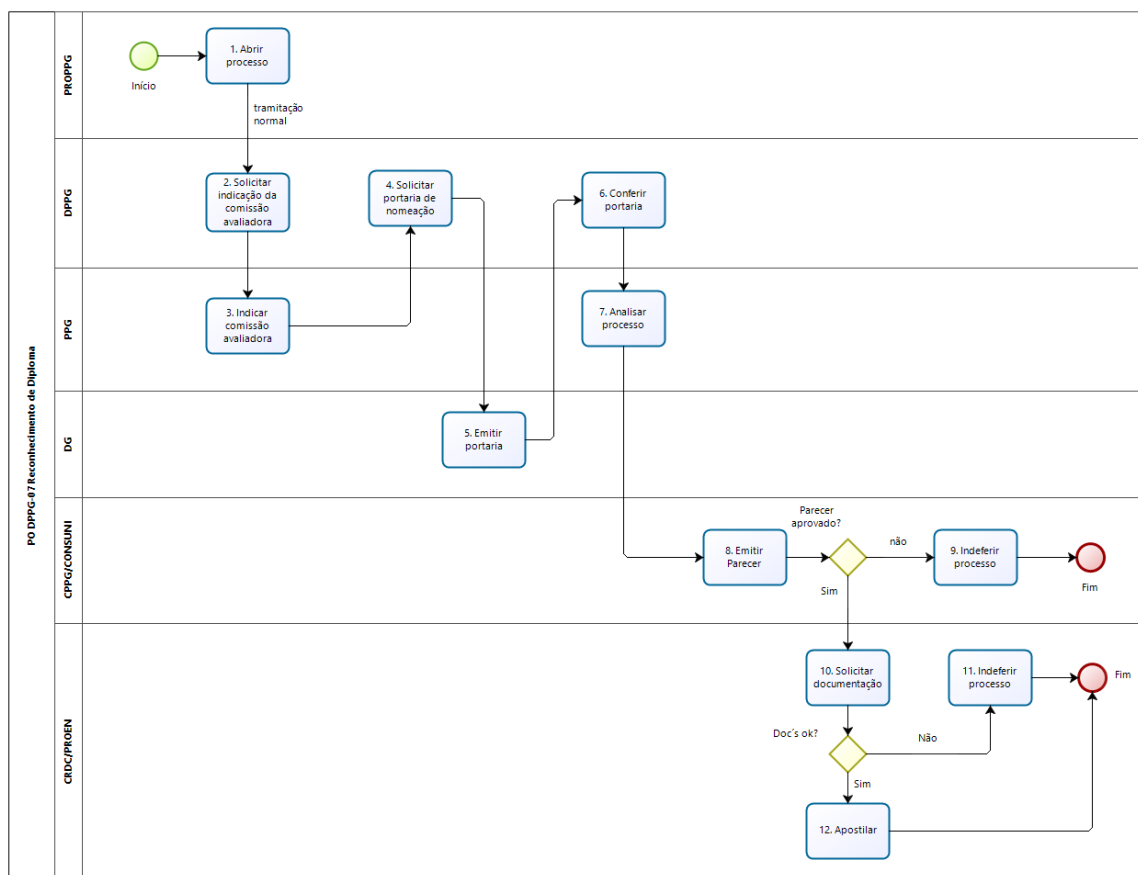 PO DPPG-07 Reconhecimento de Diploma
PROPPG
Início
1. Abrir
processo
tramitação
normal
DPPG
2. Solicitar
indicação da
comissão
avaliadora
4. Solicitar
portaria de
nomeação
6. Conferir
portaria
PPG
3. Indicar
comissão
avaliadora
7. Analisar
processo
DG
5. Emitir
portaria
CPPG/CONSUNI
8. Emitir
Parecer
Parecer
aprovado?
não
Sim
9. Indeferir
processo
Fim
CRDC/PROEN
10. Solicitar
documentação
11. Indeferir
processo
Fim
Doc´s ok?
Não
Sim
12. Apostilar